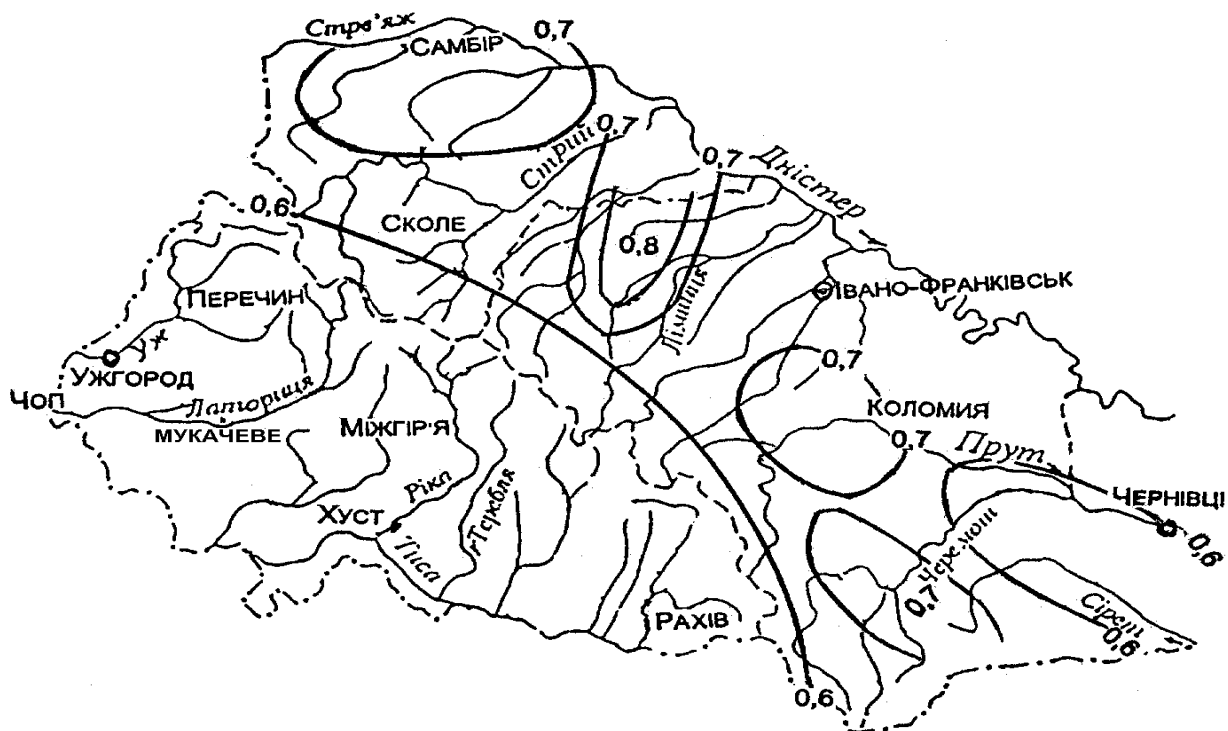 Стрв'яж
САМБІР
0,7
Стрий
0,7
0,7
Дністер
0,6
СКОЛЕ
0,8
Лімниця
ІВАНО-ФРАНКІВСЬК
ПЕРЕЧИН
УЖГОРОД
ЧОП
Латориця
МУКАЧЕВЕ
МІЖГІР'Я
0,7
КОЛОМИЯ
0,7
Прут
Ріка
Теребля
ХУСТ
Тиса
ЧЕРНІВЦІ
0,6
Черемош
0,7
Сірет
РАХІВ
0,6
0,6